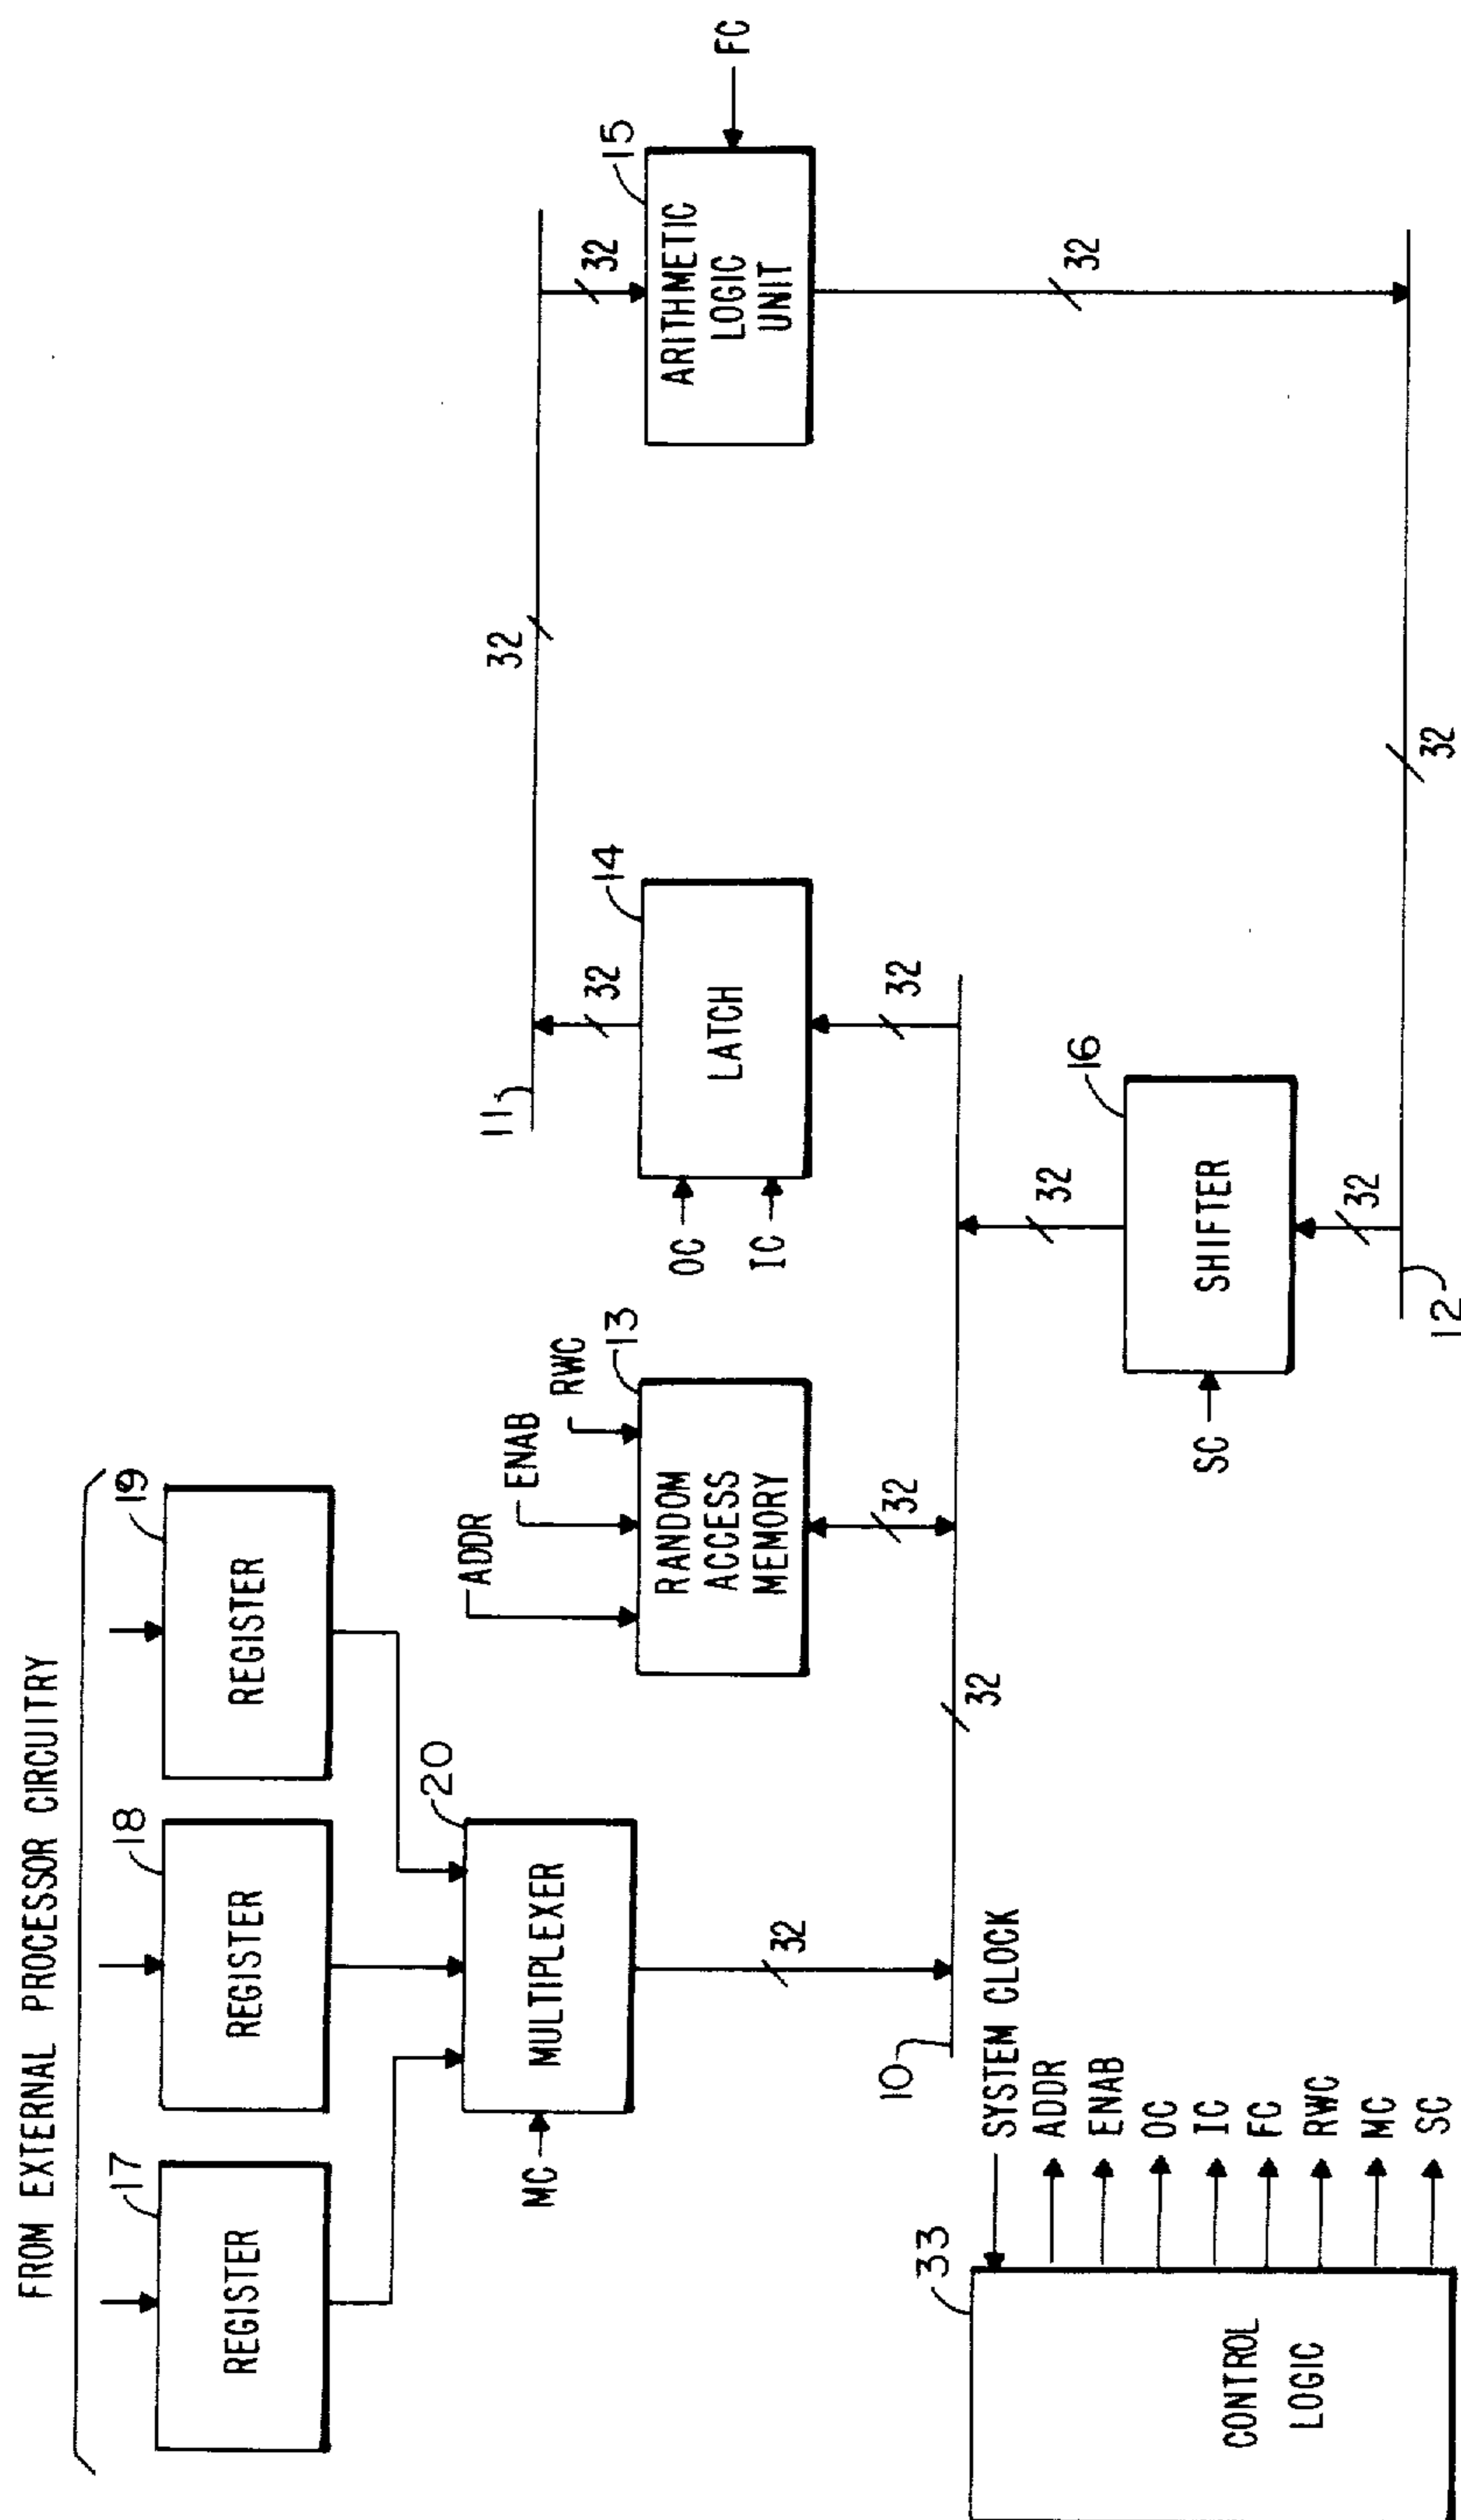 FROM EXTERNAL PROCESSOR CIRCUITRY
17
18
19
REGISTER
REGISTER
REGISTER
20
MC
MULTIPLEXER
32
ADDR
ENAB
RWC
13
RANDOM
ACCESS
MEMORY
32
11
32
14
OC
IC
LATCH
32
32
32
15
ARITHMETIC
LOGIC
UNIT
FC
32
10
32
16
SC
SHIFTER
32
32
12
32
33
CONTROL
LOGIC
SYSTEM CLOCK
ADDR
ENAB
OC
IC
FC
RWC
MC
SC